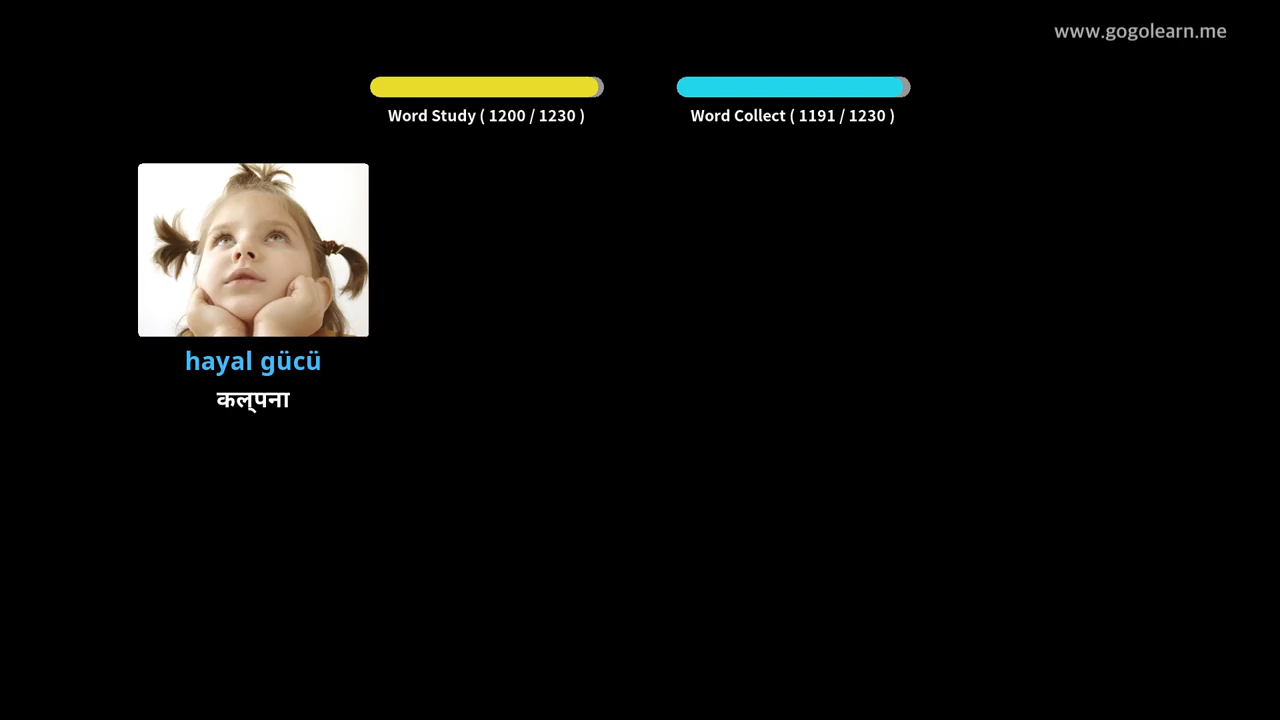 www.gogolearn.me
Word Study ( 1200 / 1230 )
Word Collect ( 1191 / 1230 )
hayal gücü
कल्पना